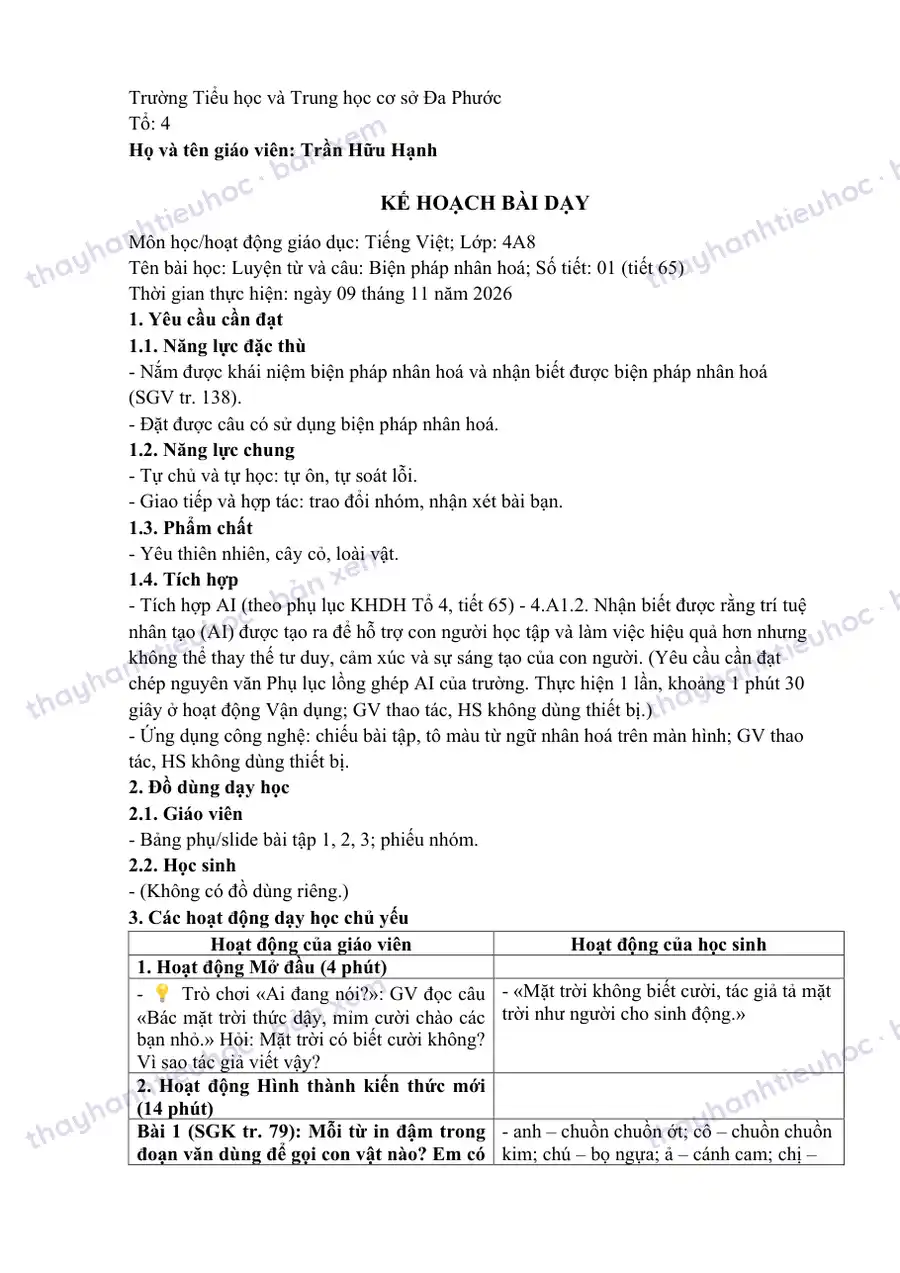 Trường Tiểu học và Trung học cơ sở Đa Phước
Tổ: 4
Họ và tên giáo viên: Trần Hữu Hạnh
KẾ HOẠCH BÀI DẠY
Môn học/hoạt động giáo dục: Tiếng Việt; Lớp: 4A8
Tên bài học: Luyện từ và câu: Biện pháp nhân hoá; Số tiết: 01 (tiết 65)
Thời gian thực hiện: ngày 09 tháng 11 năm 2026
1. Yêu cầu cần đạt
1.1. Năng lực đặc thù
- Nắm được khái niệm biện pháp nhân hoá và nhận biết được biện pháp nhân hoá
(SGV tr. 138).
- Đặt được câu có sử dụng biện pháp nhân hoá.
1.2. Năng lực chung
- Tự chủ và tự học: tự ôn, tự soát lỗi.
- Giao tiếp và hợp tác: trao đổi nhóm, nhận xét bài bạn.
1.3. Phẩm chất
- Yêu thiên nhiên, cây cỏ, loài vật.
1.4. Tích hợp
- Tích hợp AI (theo phụ lục KHDH Tổ 4, tiết 65) - 4.A1.2. Nhận biết được rằng trí tuệ
nhân tạo (AI) được tạo ra để hỗ trợ con người học tập và làm việc hiệu quả hơn nhưng
không thể thay thế tư duy, cảm xúc và sự sáng tạo của con người. (Yêu cầu cần đạt
chép nguyên văn Phụ lục lồng ghép AI của trường. Thực hiện 1 lần, khoảng 1 phút 30
giây ở hoạt động Vận dụng; GV thao tác, HS không dùng thiết bị.)
- Ứng dụng công nghệ: chiếu bài tập, tô màu từ ngữ nhân hoá trên màn hình; GV thao
tác, HS không dùng thiết bị.
2. Đồ dùng dạy học
2.1. Giáo viên
- Bảng phụ/slide bài tập 1, 2, 3; phiếu nhóm.
2.2. Học sinh
- (Không có đồ dùng riêng.)
3. Các hoạt động dạy học chủ yếu
Hoạt động của giáo viên
Hoạt động của học sinh
1. Hoạt động Mở đầu (4 phút)
- 💡 Trò chơi «Ai đang nói?»: GV đọc câu
«Bác mặt trời thức dậy, mỉm cười chào các
bạn nhỏ.» Hỏi: Mặt trời có biết cười không?
Vì sao tác giả viết vậy?
- «Mặt trời không biết cười, tác giả tả mặt
trời như người cho sinh động.»
2. Hoạt động Hình thành kiến thức mới
(14 phút)
Bài 1 (SGK tr. 79): Mỗi từ in đậm trong
đoạn văn dùng để gọi con vật nào? Em có
- anh – chuồn chuồn ớt; cô – chuồn chuồn
kim; chú – bọ ngựa; ả – cánh cam; chị –
thayhanhtieuhoc · bản xem
thayhanhtieuhoc · b
thayhanhtieuhoc · bản xem
thayhanhtieuhoc · b
thayhanhtieuhoc · bản xem
thayhanhtieuhoc · b